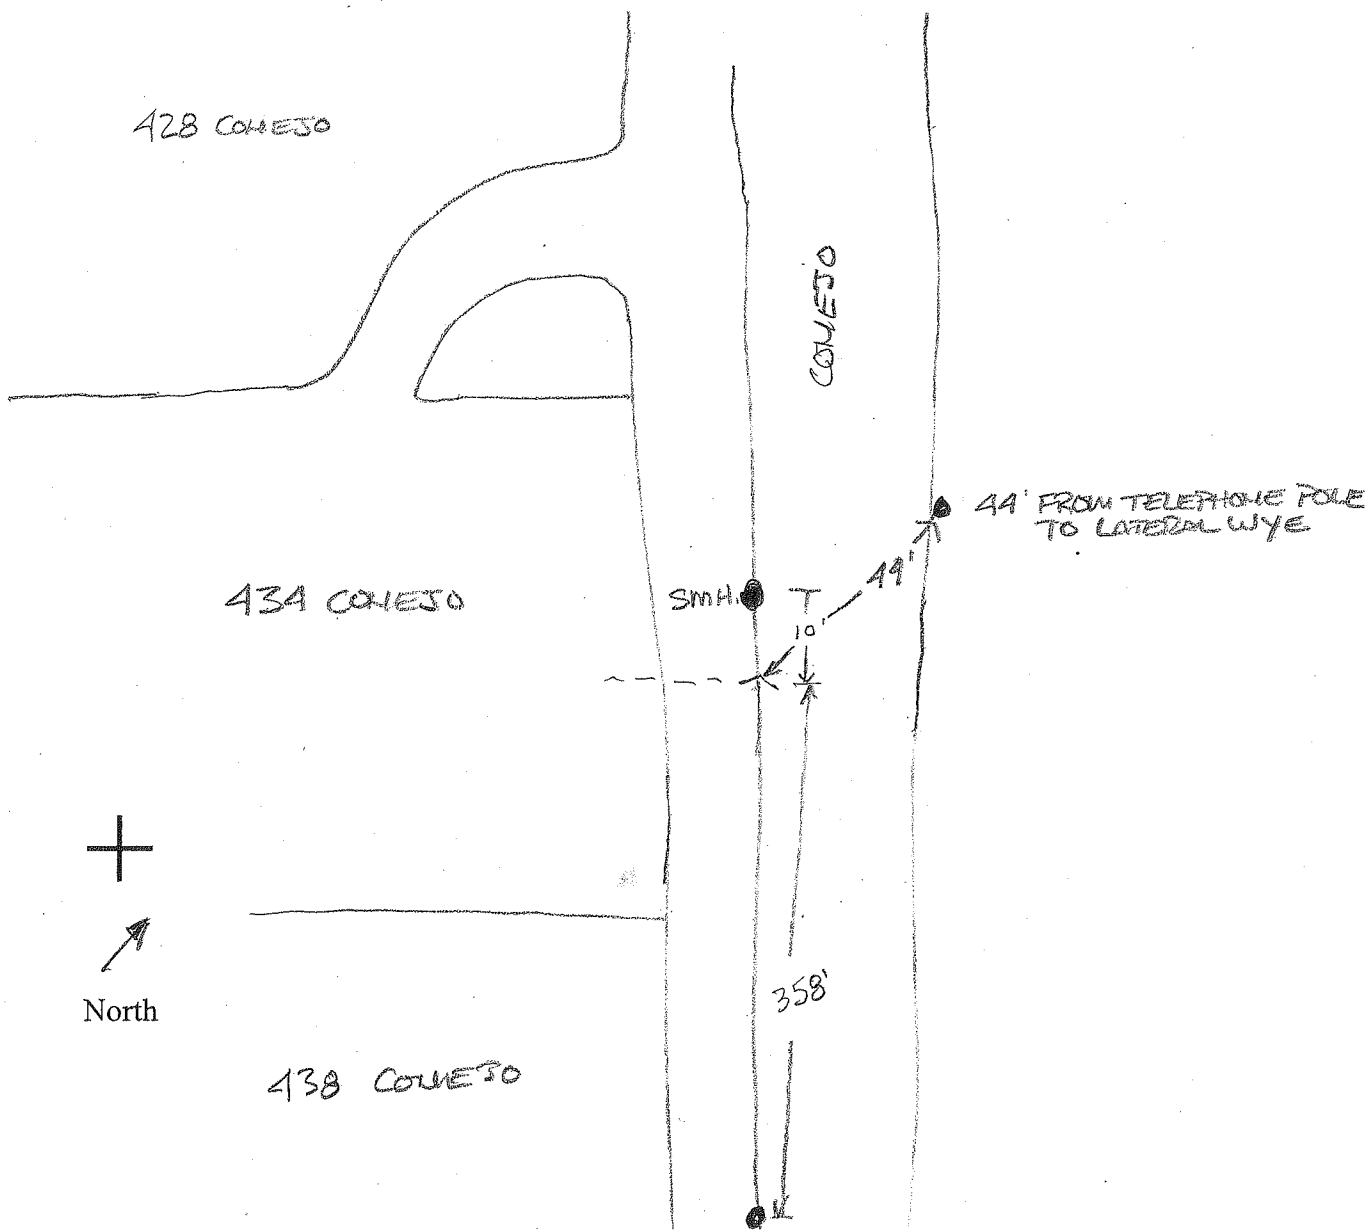 428 CONEJO
CONEJO
44' FROM TELEPHONE POLE
TO LATERAL WYE
44'
434 CONEJO
SMH.
10'
North
358'
438 CONEJO